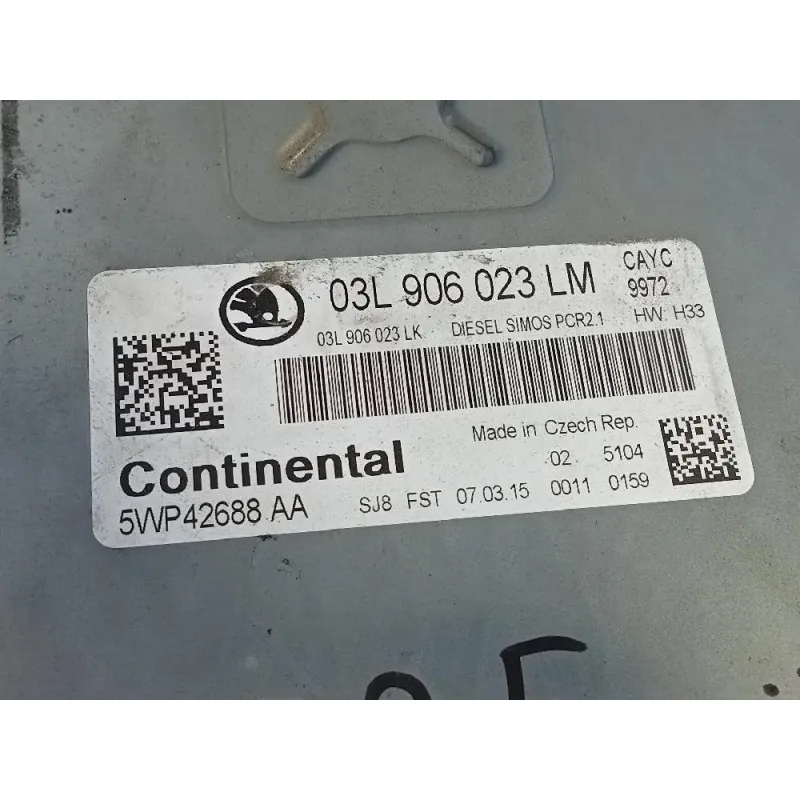 03L 906 023 LM
CAYC
9972
03L 906 023 LK DIESEL SIMOS PCR2.1 HW H33
Made in Czech Rep.
Continental
02 5104
5WP42688 AA SJ8 FST 07.03.15 0011 0159